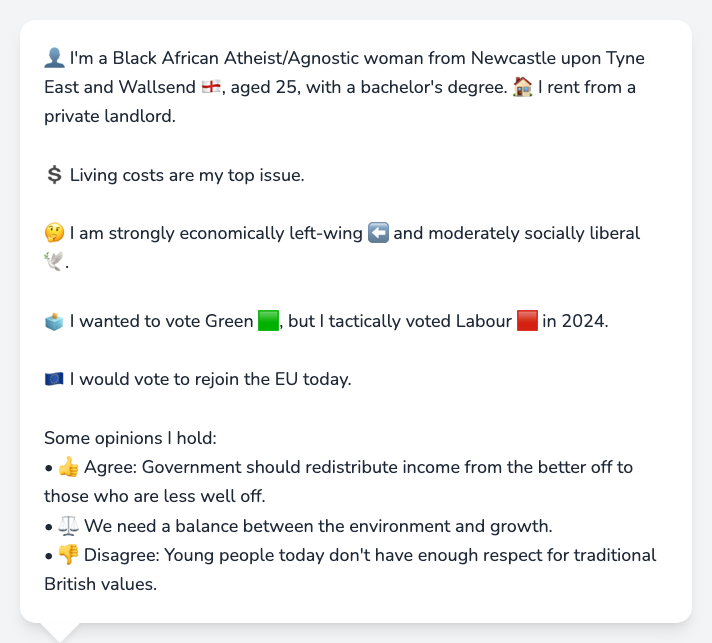 👤 I'm a Black African Atheist/Agnostic woman from Newcastle upon Tyne
East and Wallsend 🏴󠁧󠁢󠁥󠁮󠁧󠁿, aged 25, with a bachelor's degree. 🏠 I rent from a
private landlord.
💲 Living costs are my top issue.
🤔 I am strongly economically left-wing ⬅️ and moderately socially liberal
🕊️.
🗳️ I wanted to vote Green 🟩, but I tactically voted Labour 🟥 in 2024.
🇪🇺 I would vote to rejoin the EU today.
Some opinions I hold:
• 👍 Agree: Government should redistribute income from the better off to
those who are less well off.
• ⚖️ We need a balance between the environment and growth.
• 👎 Disagree: Young people today don't have enough respect for traditional
British values.